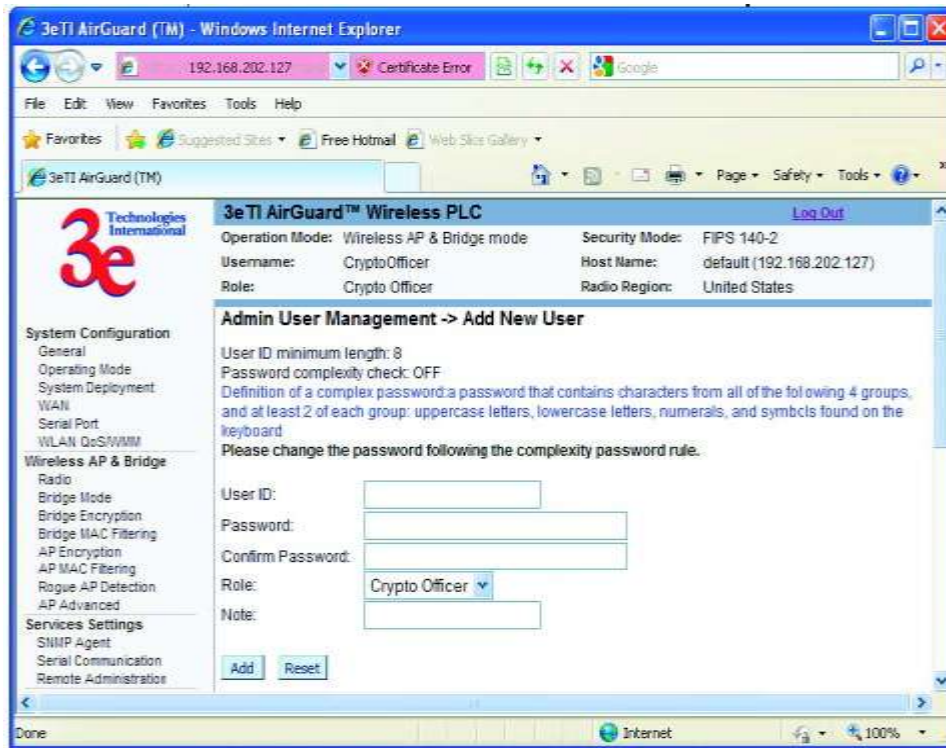 3eTI AirGuard (TM) - Windows Internet Explorer
192.168.202.127
Certificate Error
Google
File Edit View Favorites Tools Help
Favorites
Suggested Sites
Free Hotmail
Web Slice Gallery
3eTI AirGuard (TM)
Page Safety Tools
3e Technologies International
3e TI AirGuard™ Wireless PLC
Log Out
Operation Mode: Wireless AP & Bridge mode
Security Mode: FIPS 140-2
Username: CryptoOfficer
Host Name: default (192.168.202.127)
Role: Crypto Officer
Radio Region: United States
System Configuration
General
Operating Mode
System Deployment
WAN
Serial Port
WLAN QoS/WMM
Wireless AP & Bridge
Radio
Bridge Mode
Bridge Encryption
Bridge MAC Filtering
AP Encryption
AP MAC Filtering
Rogue AP Detection
AP Advanced
Services Settings
SNMP Agent
Serial Communication
Remote Administration
Admin User Management -> Add New User
User ID minimum length: 8
Password complexity check: OFF
Definition of a complex password:a password that contains characters from all of the following 4 groups,
and at least 2 of each group: uppercase letters, lowercase letters, numerals, and symbols found on the
keyboard
Please change the password following the complexity password rule.
User ID:
Password:
Confirm Password:
Role: Crypto Officer
Note:
Add Reset
Done
Internet
100%